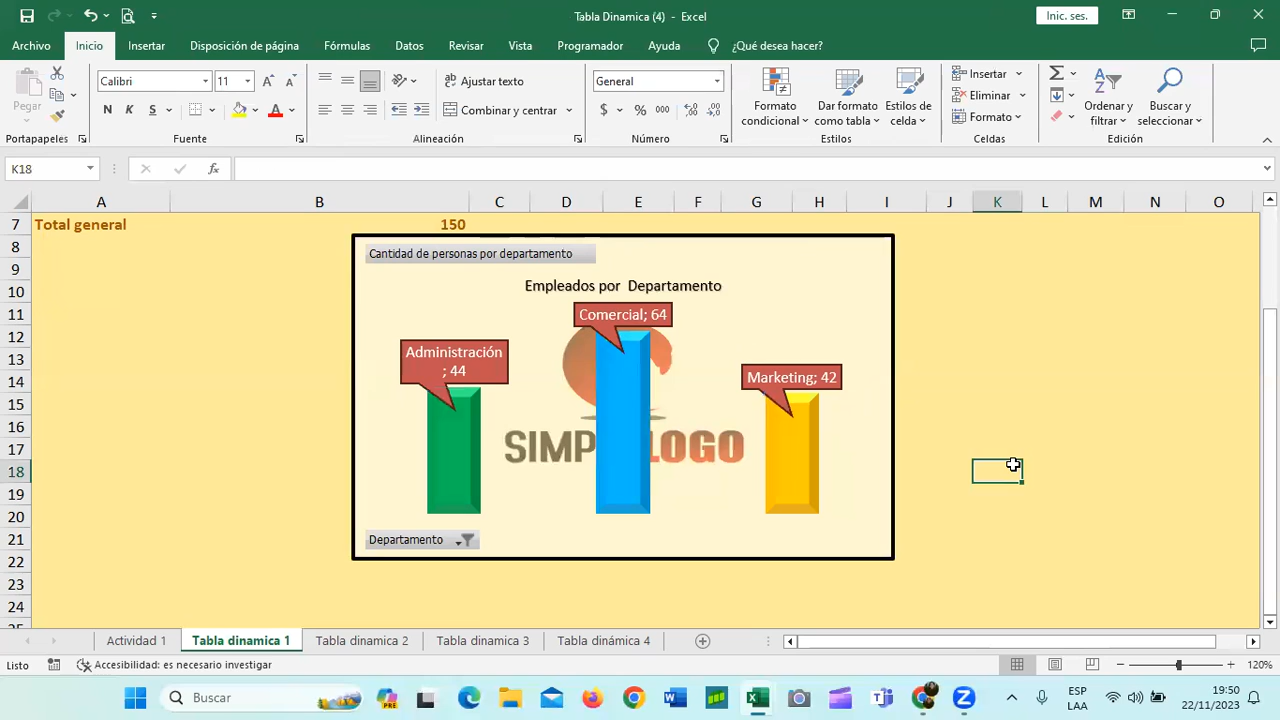 Tabla Dinamica (4) - Excel
Inic. ses.
Archivo Inicio Insertar Disposición de página Fórmulas Datos Revisar Vista Programador Ayuda ¿Qué desea hacer?
Pegar
Portapapeles
Calibri 11
N K S
Fuente
Ajustar texto
Combinar y centrar
Alineación
General
$ % 000
Número
Formato condicional
Dar formato como tabla
Estilos de celda
Estilos
Insertar
Eliminar
Formato
Celdas
Ordenar y filtrar
Buscar y seleccionar
Edición
K18
fx
A B C D E F G H I J K L M N O
7 Total general 150
8
9
10
11
12
13
14
15
16
17
18
19
20
21
22
23
24
Cantidad de personas por departamento
Empleados por Departamento
Comercial; 64
Administración
; 44
Marketing; 42
SIMP LOGO
Departamento
Actividad 1 Tabla dinamica 1 Tabla dinamica 2 Tabla dinamica 3 Tabla dinámica 4
Listo Accesibilidad: es necesario investigar 120%
Buscar
ESP
LAA
19:50
22/11/2023